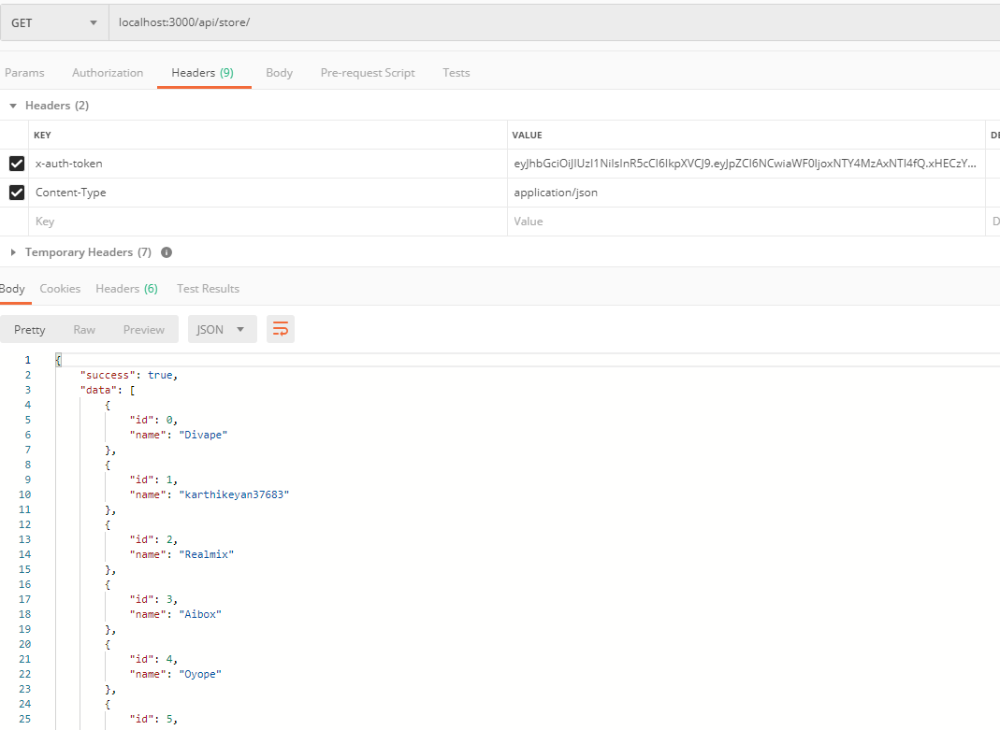 GET localhost:3000/api/store/
Params Authorization Headers (9) Body Pre-request Script Tests
Headers (2)
KEY VALUE
x-auth-token
Content-Type application/json
Key Value
Temporary Headers (7)
Body Cookies Headers (6) Test Results
Pretty Raw Preview JSON
1 {
2 "success": true,
3 "data": [
4 {
5 "id": 0,
6 "name": "Divape"
7 },
8 {
9 "id": 1,
10 "name": "karthikeyan37683"
11 },
12 {
13 "id": 2,
14 "name": "Realmix"
15 },
16 {
17 "id": 3,
18 "name": "Aibox"
19 },
20 {
21 "id": 4,
22 "name": "Oyope"
23 },
24 {
25 "id": 5,